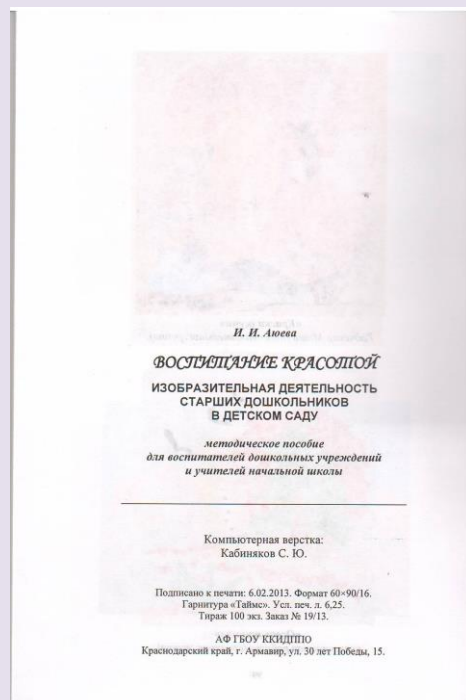 И. И. Аюева
ВОСПИТАНИЕ КРАСОТОЙ
ИЗОБРАЗИТЕЛЬНАЯ ДЕЯТЕЛЬНОСТЬ
СТАРШИХ ДОШКОЛЬНИКОВ
В ДЕТСКОМ САДУ
методическое пособие
для воспитателей дошкольных учреждений
и учителей начальной школы
Компьютерная верстка:
Кабиняков С. Ю.
Подписано к печати: 6.02.2013. Формат 60×90/16.
Гарнитура «Таймс». Усл. печ. л. 6,25.
Тираж 100 экз. Заказ № 19/13.
АФ ГБОУ ККИДППО
Краснодарский край, г. Армавир, ул. 30 лет Победы, 15.